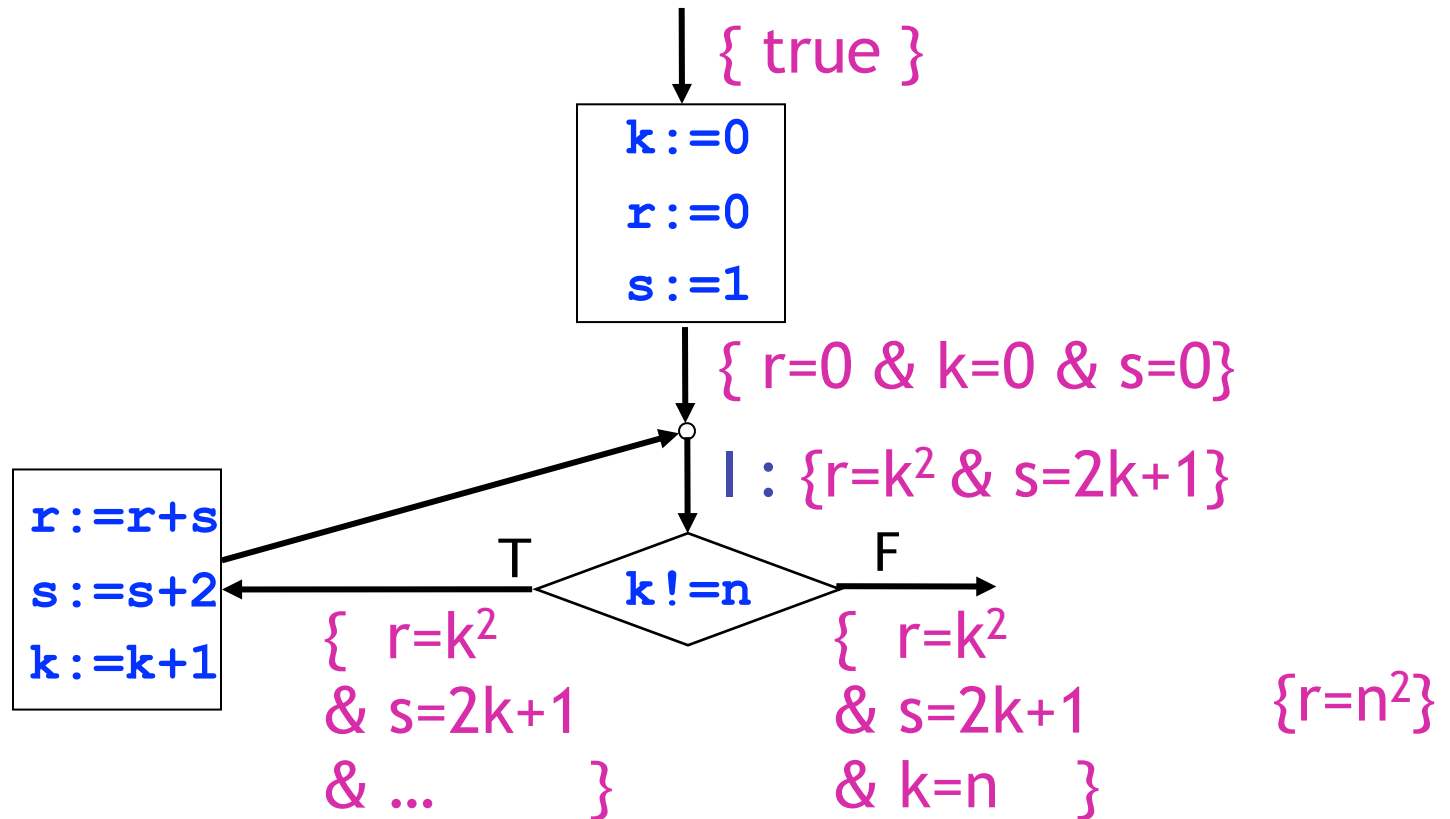 { true }
k:=0
r:=0
s:=1
{ r=0 & k=0 & s=0}
I : {r=k² & s=2k+1}
r:=r+s
s:=s+2
k:=k+1
T
k!=n
F
{ r=k²
& s=2k+1
& ... }
{ r=k²
& s=2k+1
& k=n }
{r=n²}